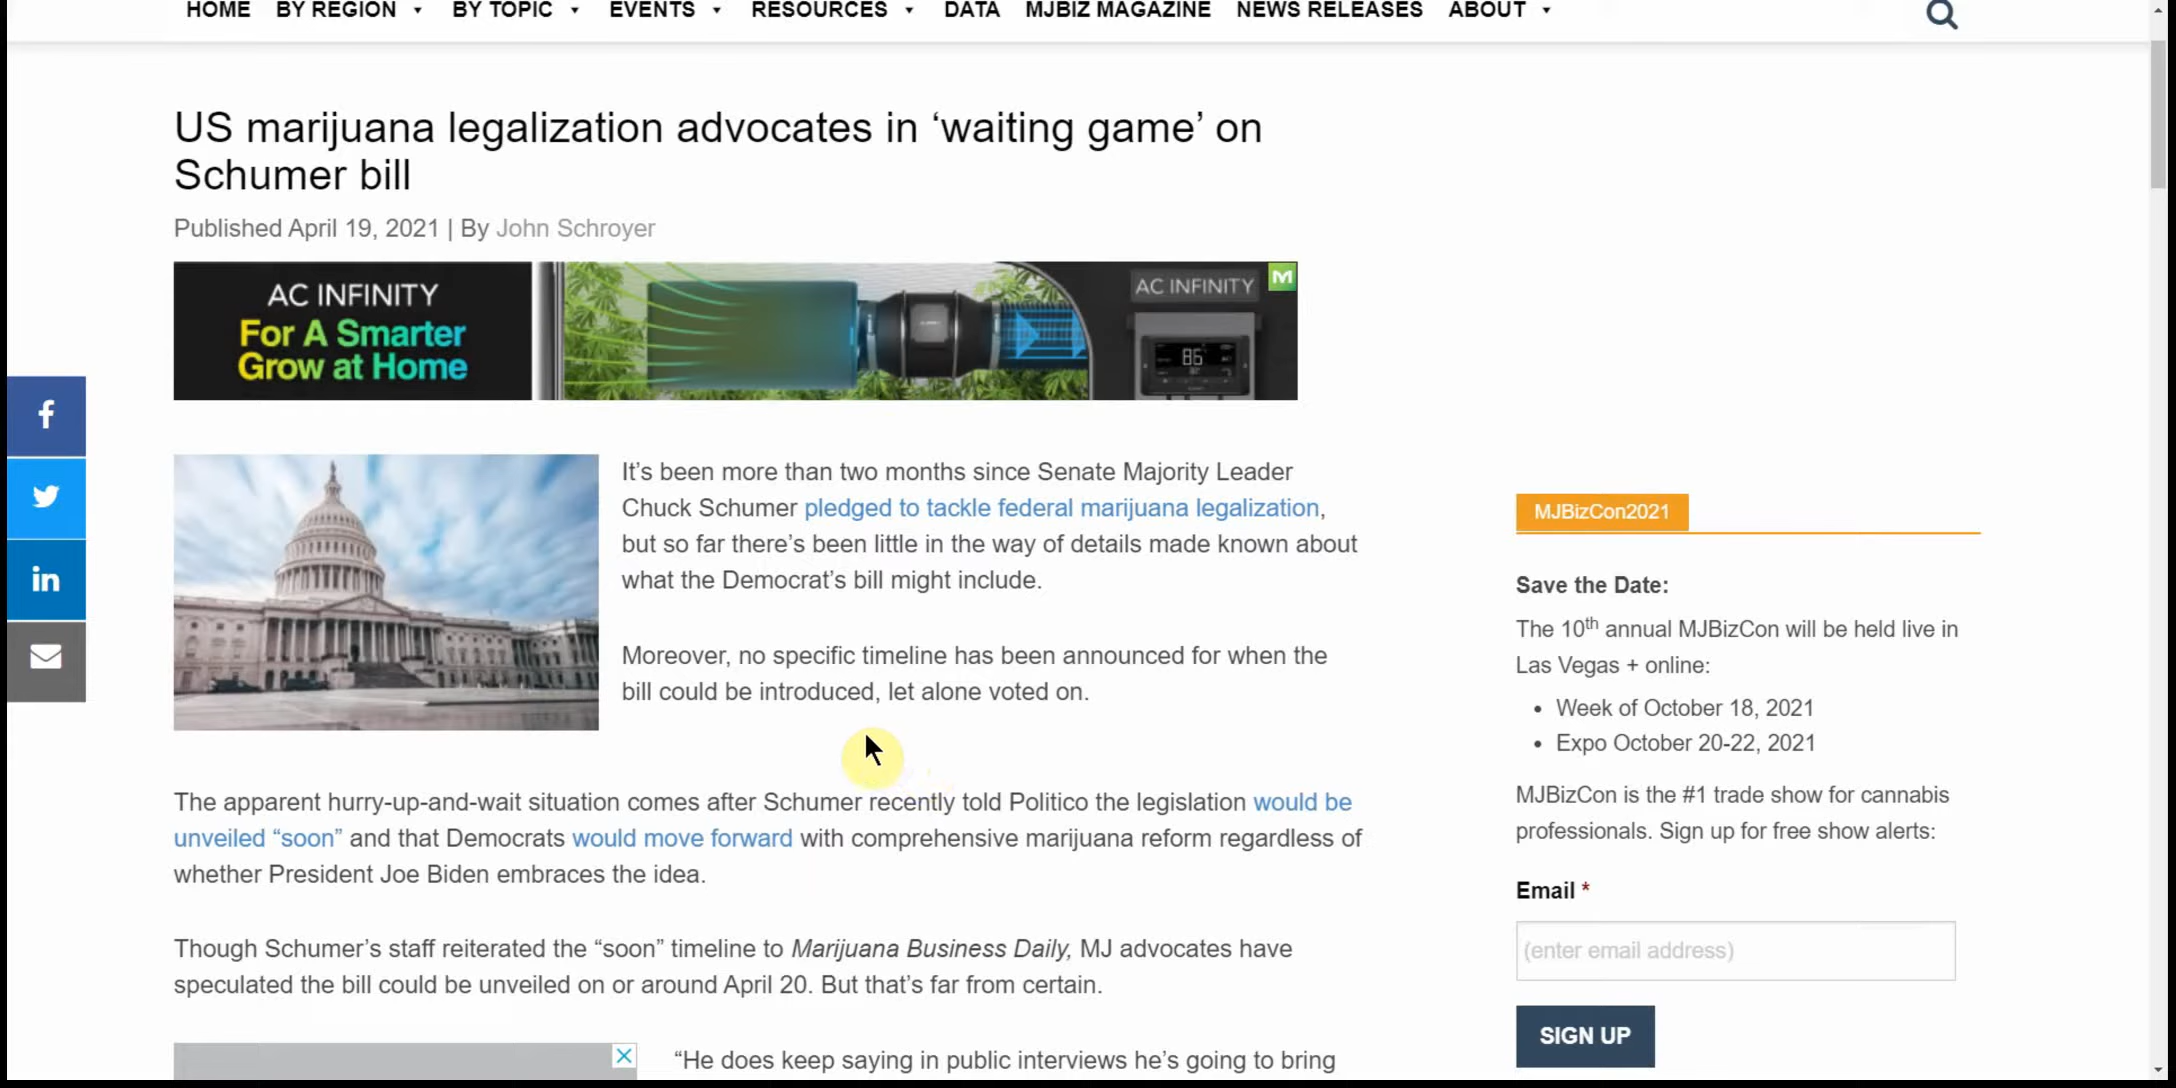 HOME BY REGION BY TOPIC EVENTS RESOURCES DATA MJBIZ MAGAZINE NEWS RELEASES ABOUT
US marijuana legalization advocates in ‘waiting game’ on
Schumer bill
Published April 19, 2021 | By John Schroyer
AC INFINITY
For A Smarter
Grow at Home
AC INFINITY
M
86
f
in
It’s been more than two months since Senate Majority Leader
Chuck Schumer pledged to tackle federal marijuana legalization,
but so far there’s been little in the way of details made known about
what the Democrat’s bill might include.
Moreover, no specific timeline has been announced for when the
bill could be introduced, let alone voted on.
The apparent hurry-up-and-wait situation comes after Schumer recently told Politico the legislation would be
unveiled “soon” and that Democrats would move forward with comprehensive marijuana reform regardless of
whether President Joe Biden embraces the idea.
Though Schumer’s staff reiterated the “soon” timeline to Marijuana Business Daily, MJ advocates have
speculated the bill could be unveiled on or around April 20. But that’s far from certain.
“He does keep saying in public interviews he’s going to bring
MJBizCon2021
Save the Date:
The 10th annual MJBizCon will be held live in
Las Vegas + online:
• Week of October 18, 2021
• Expo October 20-22, 2021
MJBizCon is the #1 trade show for cannabis
professionals. Sign up for free show alerts:
Email *
(enter email address)
SIGN UP